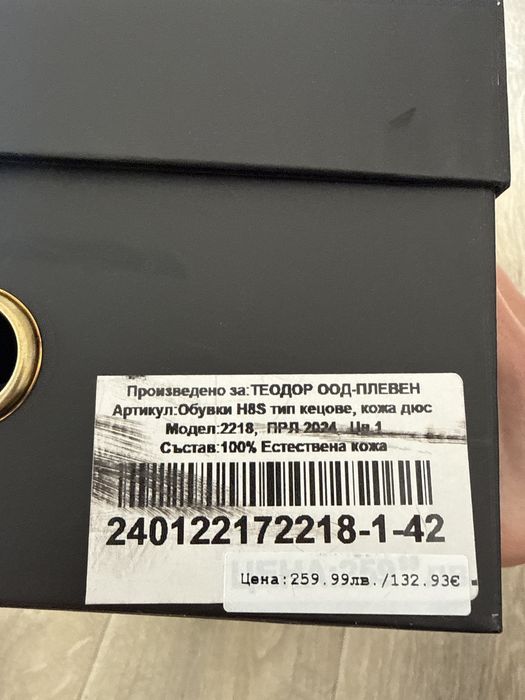 Произведено за:ТЕОДОР ООД-ПЛЕВЕН
Артикул:Обувки H8S тип кецове, кожа дюс
Модел:2218, ПРЛ 2024, Цв.1
Състав:100% Естествена кожа
240122172218-1-42
Цена:259.99лв./132.93€